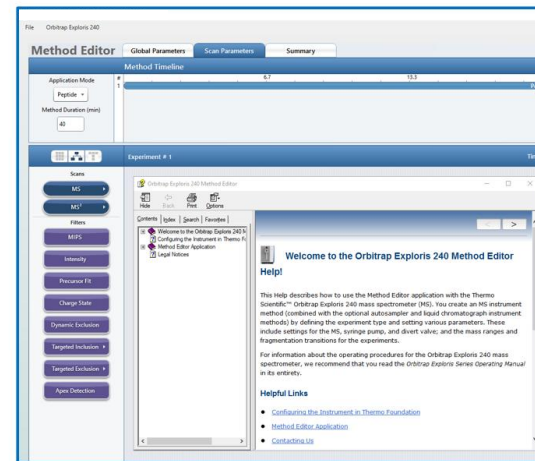 File Orbitrap Exploris 240
Method Editor Global Parameters Scan Parameters Summary
Method Timeline
Application Mode
Peptide
Method Duration (min)
40
#
6.7 13.3
1
Experiment # 1
Scans
MS
MS²
Filters
MIPS
Intensity
Precursor Fit
Charge State
Dynamic Exclusion
Targeted Inclusion
Targeted Exclusion
Apex Detection
Orbitrap Exploris 240 Method Editor
Hide Back Print Options
Contents Index Search Favorites
Welcome to the Orbitrap Exploris 240 M
Configuring the Instrument in Thermo Fo
Method Editor Application
Legal Notices
Welcome to the Orbitrap Exploris 240 Method Editor
Help!
This Help describes how to use the Method Editor application with the Thermo
Scientific™ Orbitrap Exploris 240 mass spectrometer (MS). You create an MS instrument
method (combined with the optional autosampler and liquid chromatograph instrument
methods) by defining the experiment type and setting various parameters. These
include settings for the MS, syringe pump, and divert valve; and the mass ranges and
fragmentation transitions for the experiments.
For information about the operating procedures for the Orbitrap Exploris 240 mass
spectrometer, we recommend that you read the Orbitrap Exploris Series Operating Manual
in its entirety.
Helpful Links
Configuring the Instrument in Thermo Foundation
Method Editor Application
Contacting Us